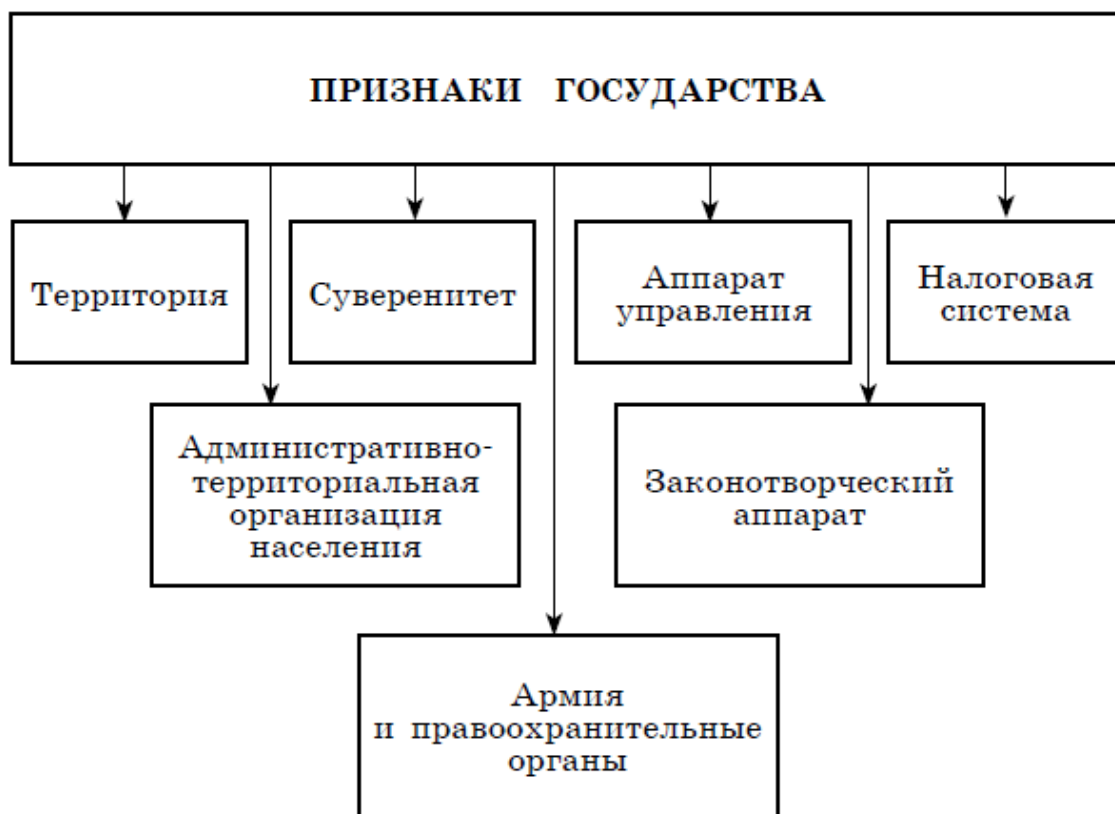 ПРИЗНАКИ ГОСУДАРСТВА
Территория
Суверенитет
Аппарат
управления
Налоговая
система
Административно-
территориальная
организация
населения
Законотворческий
аппарат
Армия
и правоохранительные
органы